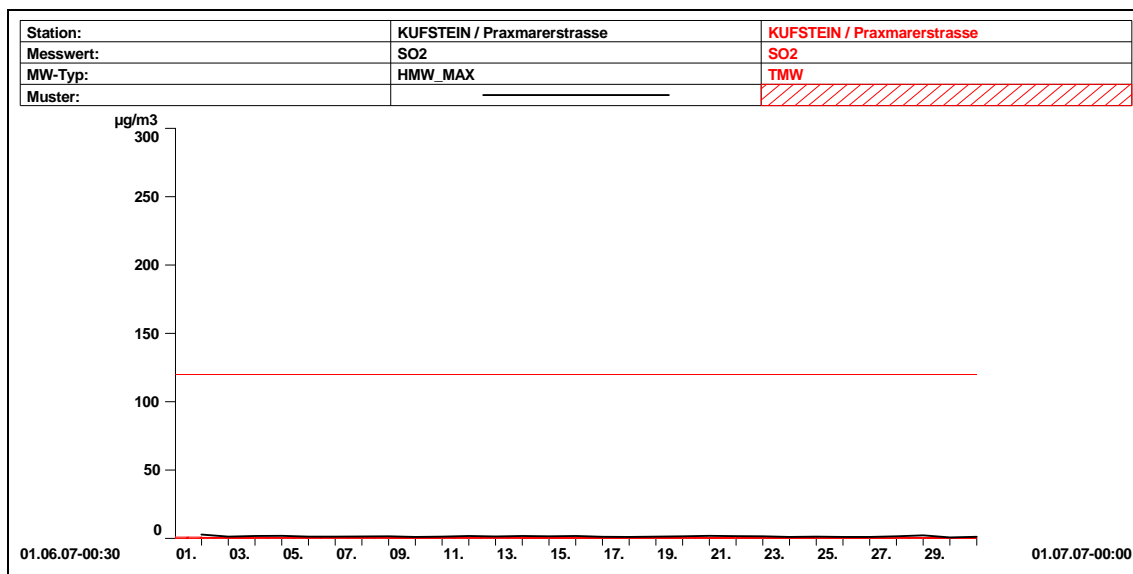 Station: KUFSTEIN / Praxmarerstrasse KUFSTEIN / Praxmarerstrasse
Messwert: SO2 SO2
MW-Typ: HMW_MAX TMW
Muster:
µg/m3
300
250
200
150
100
50
0
01.06.07-00:30 01. 03. 05. 07. 09. 11. 13. 15. 17. 19. 21. 23. 25. 27. 29. 01.07.07-00:00